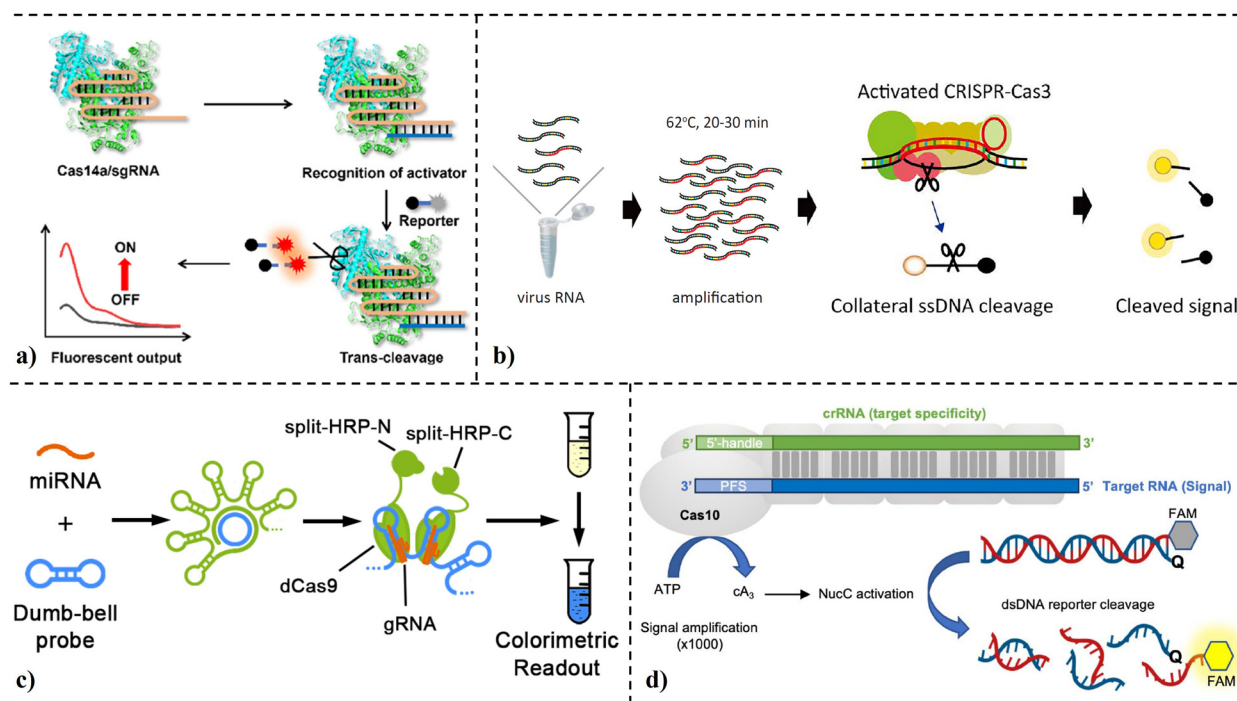 Cas14a/sgRNA
Recognition of activator
Reporter
ON
OFF
Fluorescent output
Trans-cleavage
a)
Activated CRISPR-Cas3
62°C, 20-30 min
virus RNA
amplification
Collateral ssDNA cleavage
Cleaved signal
b)
split-HRP-N
split-HRP-C
miRNA
+
Dumb-bell
probe
dCas9
gRNA
Colorimetric
Readout
c)
crRNA (target specificity)
5' 5'-handle 3'
3' PFS 5' Target RNA (Signal)
Cas10
FAM
Q
ATP
cA₃
NucC activation
Signal amplification
(x1000)
dsDNA reporter cleavage
Q
FAM
d)